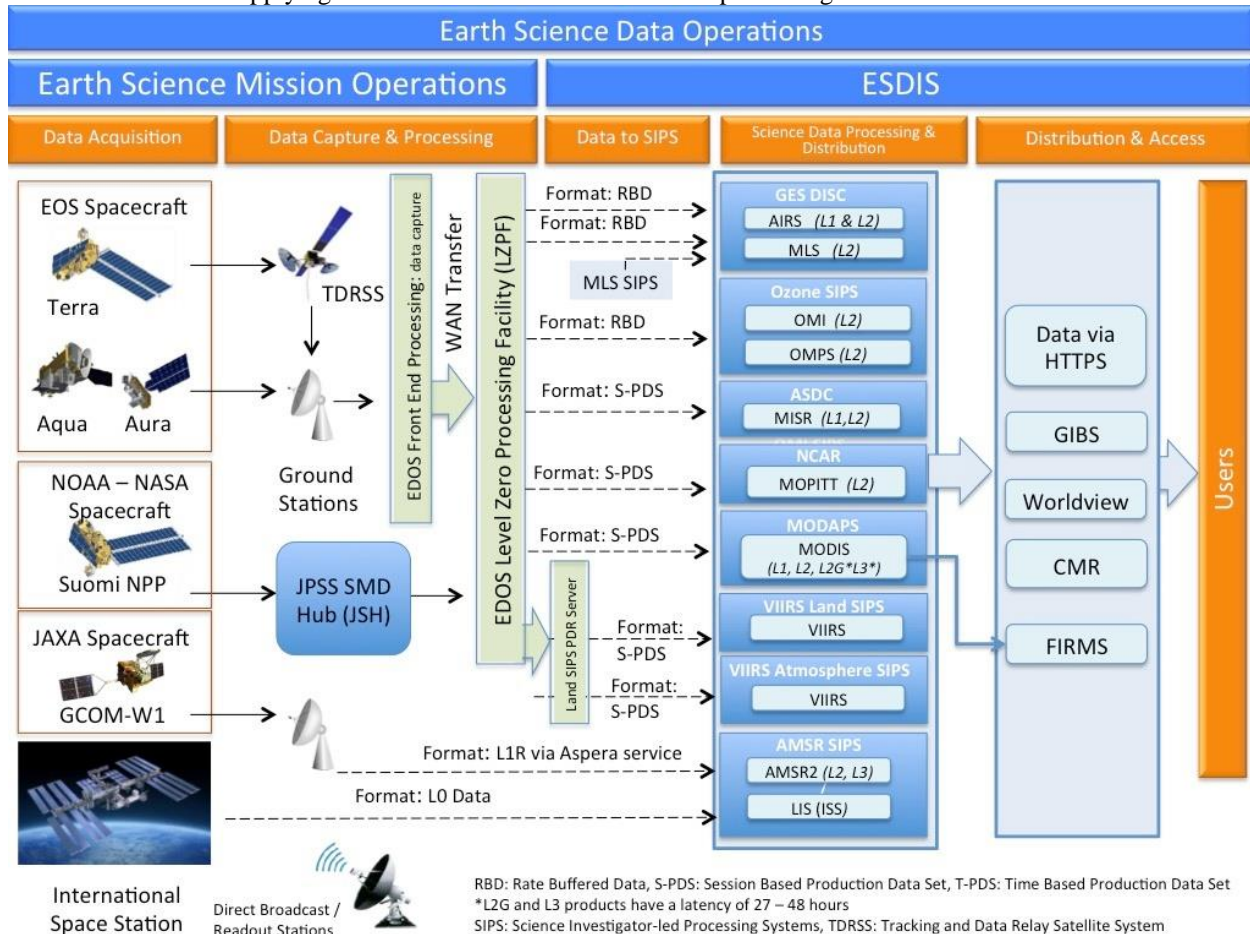 Earth Science Data Operations
Earth Science Mission Operations
ESDIS
Data Acquisition
Data Capture & Processing
Data to SIPS
Science Data Processing &
Distribution
Distribution & Access
EOS Spacecraft
Terra
Aqua
Aura
NOAA – NASA
Spacecraft
Suomi NPP
JAXA Spacecraft
GCOM-W1
International
Space Station
TDRSS
Ground
Stations
JPSS SMD
Hub (JSH)
Direct Broadcast /
Readout Stations
EDOS Front End Processing: data capture
WAN Transfer
EDOS Level Zero Processing Facility (LZPF)
Land SIPS PDR Server
Format: RBD
Format: RBD
MLS SIPS
Format: RBD
Format: S-PDS
Format: S-PDS
Format: S-PDS
Format:
S-PDS
Format:
S-PDS
Format: L1R via Aspera service
Format: L0 Data
GES DISC
AIRS (L1 & L2)
MLS (L2)
Ozone SIPS
OMI (L2)
OMPS (L2)
ASDC
MISR (L1,L2)
NCAR
MOPITT (L2)
MODAPS
MODIS
(L1, L2, L2G*L3*)
VIIRS Land SIPS
VIIRS
VIIRS Atmosphere SIPS
VIIRS
AMSR SIPS
AMSR2 (L2, L3)
LIS (ISS)
Data via
HTTPS
GIBS
Worldview
CMR
FIRMS
Users
RBD: Rate Buffered Data, S-PDS: Session Based Production Data Set, T-PDS: Time Based Production Data Set
*L2G and L3 products have a latency of 27 – 48 hours
SIPS: Science Investigator-led Processing Systems, TDRSS: Tracking and Data Relay Satellite System